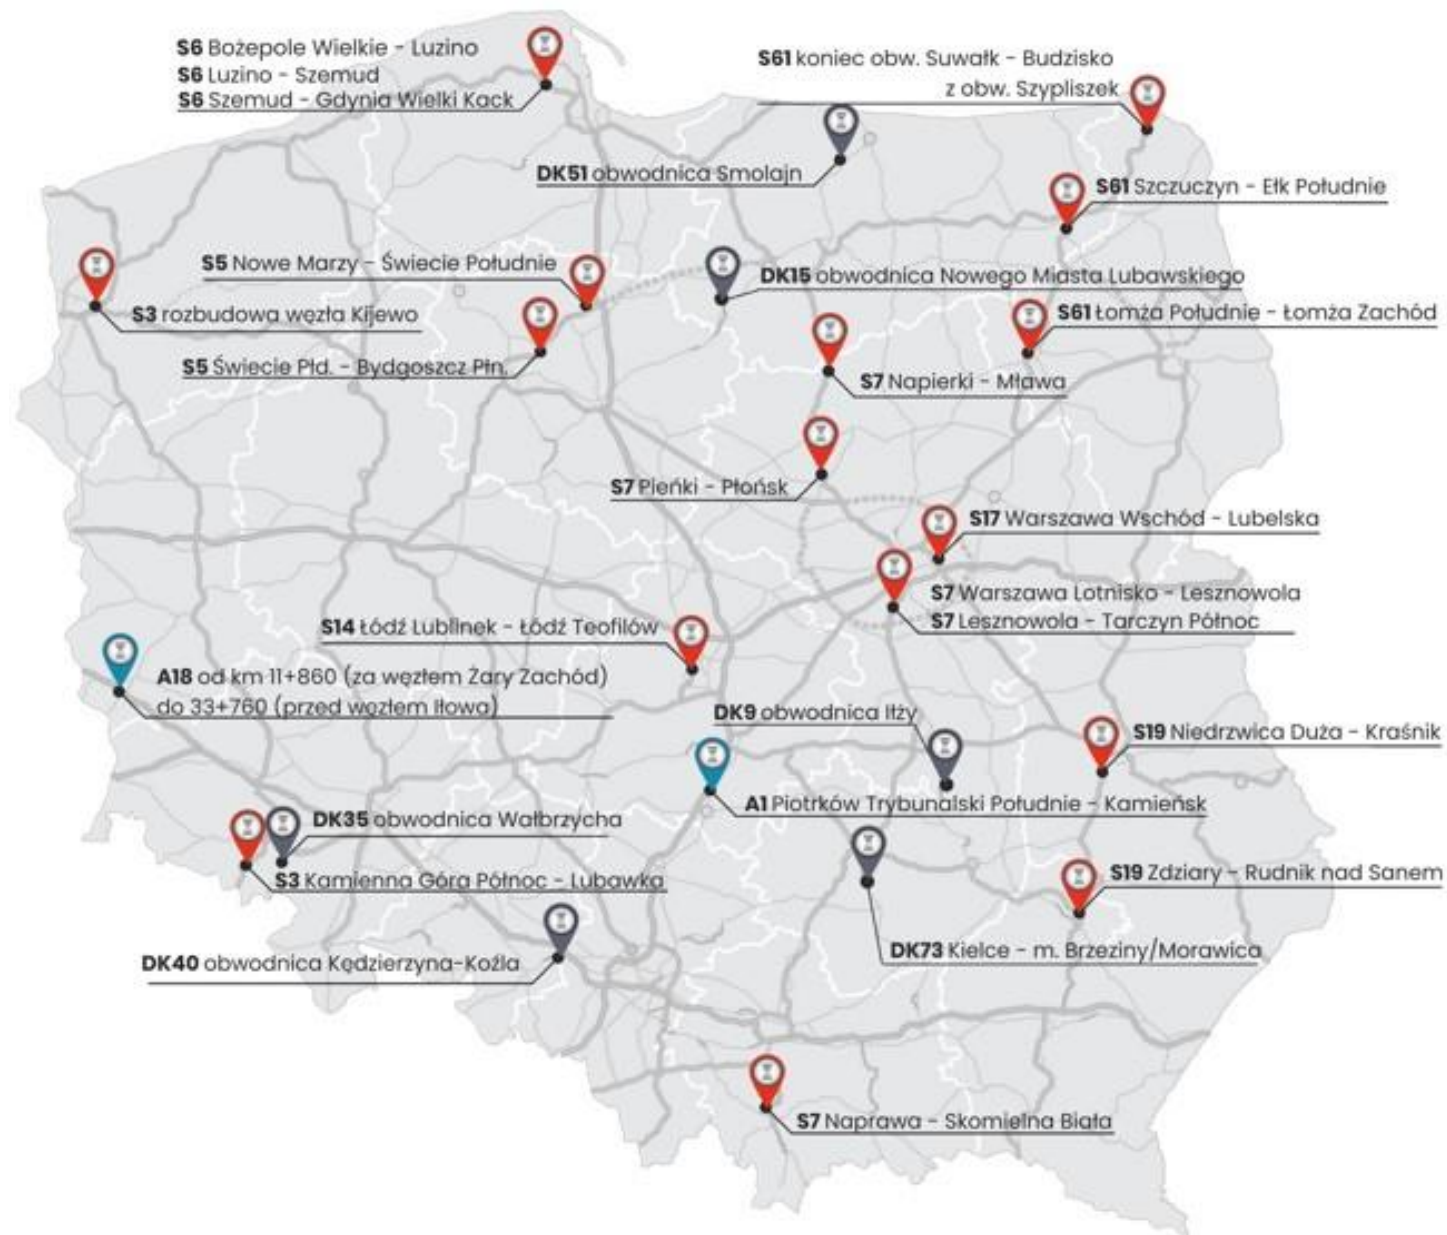 S6 Bożepole Wielkie - Luzino
S6 Luzino - Szemud
S6 Szemud - Gdynia Wielki Kack
S61 koniec obw. Suwałk - Budzisko
z obw. Szypliszek
DK51 obwodnica Smolajn
S61 Szczuczyn - Ełk Południe
S5 Nowe Marzy - Świecie Południe
DK15 obwodnica Nowego Miasta Lubawskiego
S3 rozbudowa węzła Kijewo
S61 Łomża Południe - Łomża Zachód
S5 Świecie Płd. - Bydgoszcz Płn.
S7 Napierki - Mława
S7 Pieńki - Płońsk
S17 Warszawa Wschód - Lubelska
S7 Warszawa Lotnisko - Lesznowola
S7 Lesznowola - Tarczyn Północ
S14 Łódź Lublinek - Łódź Teofilów
A18 od km 11+860 (za węzłem Żary Zachód)
do 33+760 (przed węzłem Iłowa)
DK9 obwodnica Iłży
S19 Niedrzwica Duża - Kraśnik
A1 Piotrków Trybunalski Południe - Kamieńsk
DK35 obwodnica Wałbrzycha
S3 Kamienna Góra Północ - Lubawka
S19 Zdziary - Rudnik nad Sanem
DK73 Kielce - m. Brzeziny/Morawica
DK40 obwodnica Kędzierzyna-Koźla
S7 Naprawa - Skomielna Biała